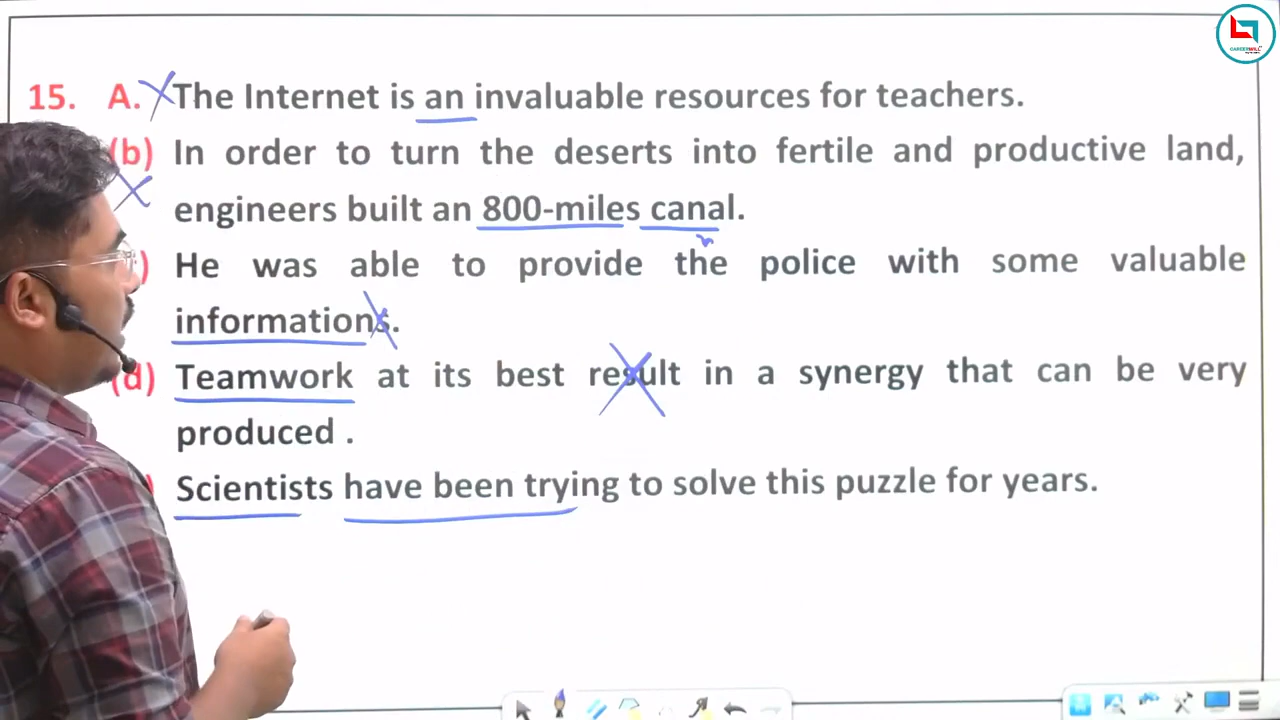 15. A. The Internet is an invaluable resources for teachers.
(b) In order to turn the deserts into fertile and productive land,
engineers built an 800-miles canal.
) He was able to provide the police with some valuable
informations.
(d) Teamwork at its best result in a synergy that can be very
produced .
) Scientists have been trying to solve this puzzle for years.